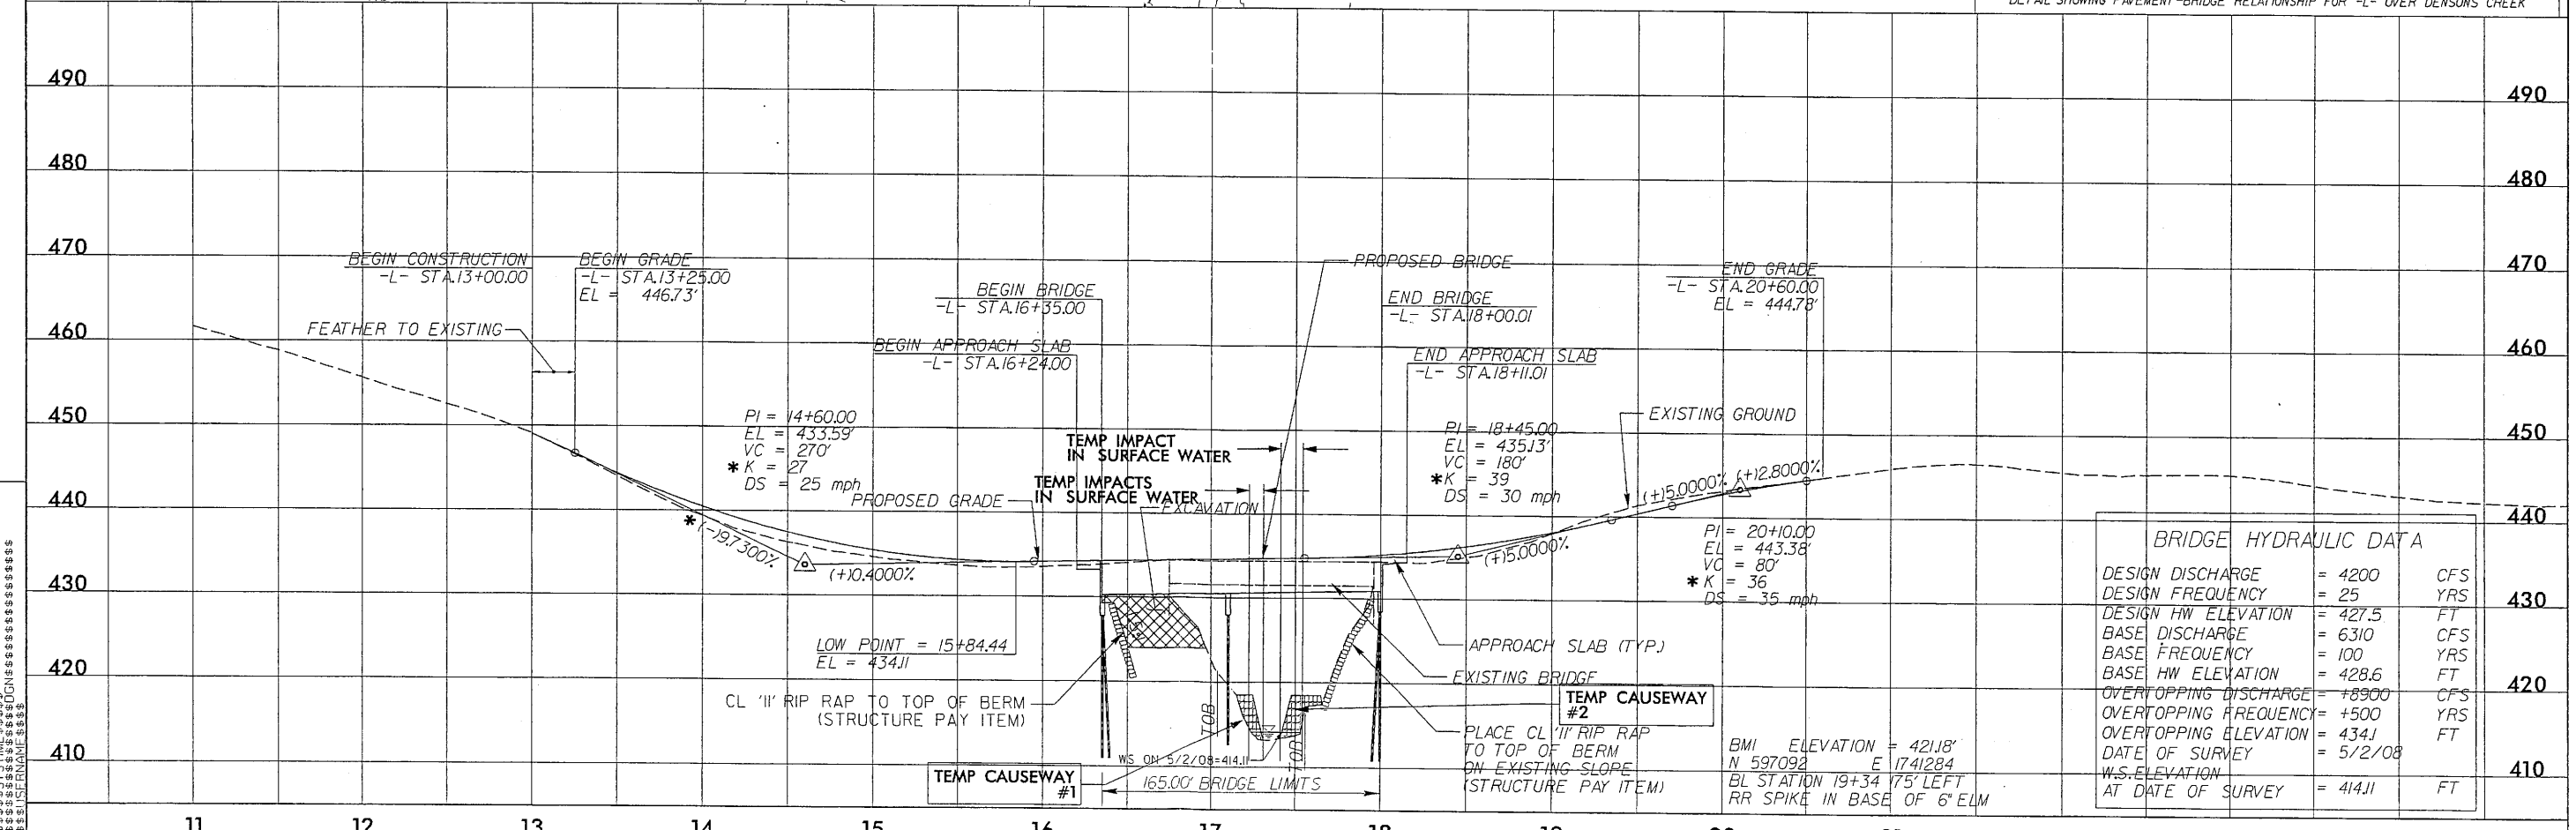 DETAIL SHOWING PAVEMENT-BRIDGE RELATIONSHIP FOR -L- OVER DENSONS CREEK
490
490
480
480
470
470
460
460
450
450
440
440
430
430
420
420
410
410
BEGIN CONSTRUCTION
-L- STA.13+00.00
BEGIN GRADE
-L- STA.13+25.00
EL = 446.73'
FEATHER TO EXISTING
BEGIN BRIDGE
-L- STA.16+35.00
BEGIN APPROACH SLAB
-L- STA.16+24.00
PROPOSED BRIDGE
END BRIDGE
-L- STA.18+00.01
END APPROACH SLAB
-L- STA.18+11.01
END GRADE
-L- STA.20+60.00
EL = 444.78'
EXISTING GROUND
PI = 14+60.00
EL = 433.59'
VC = 270'
* K = 27
DS = 25 mph
TEMP IMPACT
IN SURFACE WATER
TEMP IMPACTS
IN SURFACE WATER
EXCAVATION
PROPOSED GRADE
PI = 18+45.00
EL = 435.13'
VC = 180'
* K = 39
DS = 30 mph
(+)5.0000%
(+)2.8000%
* (-)9.7300%
(+)0.4000%
(+)5.0000%
PI = 20+10.00
EL = 443.38'
VC = 80'
* K = 36
DS = 35 mph
LOW POINT = 15+84.44
EL = 434.11
CL 'II' RIP RAP TO TOP OF BERM
(STRUCTURE PAY ITEM)
APPROACH SLAB (TYP.)
EXISTING BRIDGE
TEMP CAUSEWAY
#2
PLACE CL 'II' RIP RAP
TO TOP OF BERM
ON EXISTING SLOPE
(STRUCTURE PAY ITEM)
TOB
TOB
W.S. ON 5/2/08=414.11
TEMP CAUSEWAY
#1
165.00' BRIDGE LIMITS
BM1 ELEVATION = 421.18'
N 597092 E 1741284
BL STATION 19+34 175' LEFT
RR SPIKE IN BASE OF 6" ELM
BRIDGE HYDRAULIC DATA
DESIGN DISCHARGE = 4200 CFS
DESIGN FREQUENCY = 25 YRS
DESIGN HW ELEVATION = 427.5 FT
BASE DISCHARGE = 6310 CFS
BASE FREQUENCY = 100 YRS
BASE HW ELEVATION = 428.6 FT
OVERTOPPING DISCHARGE = +8900 CFS
OVERTOPPING FREQUENCY = +500 YRS
OVERTOPPING ELEVATION = 434.1 FT
DATE OF SURVEY = 5/2/08
W.S. ELEVATION
AT DATE OF SURVEY = 414.11 FT
11 12 13 14 15 16 17 18 19